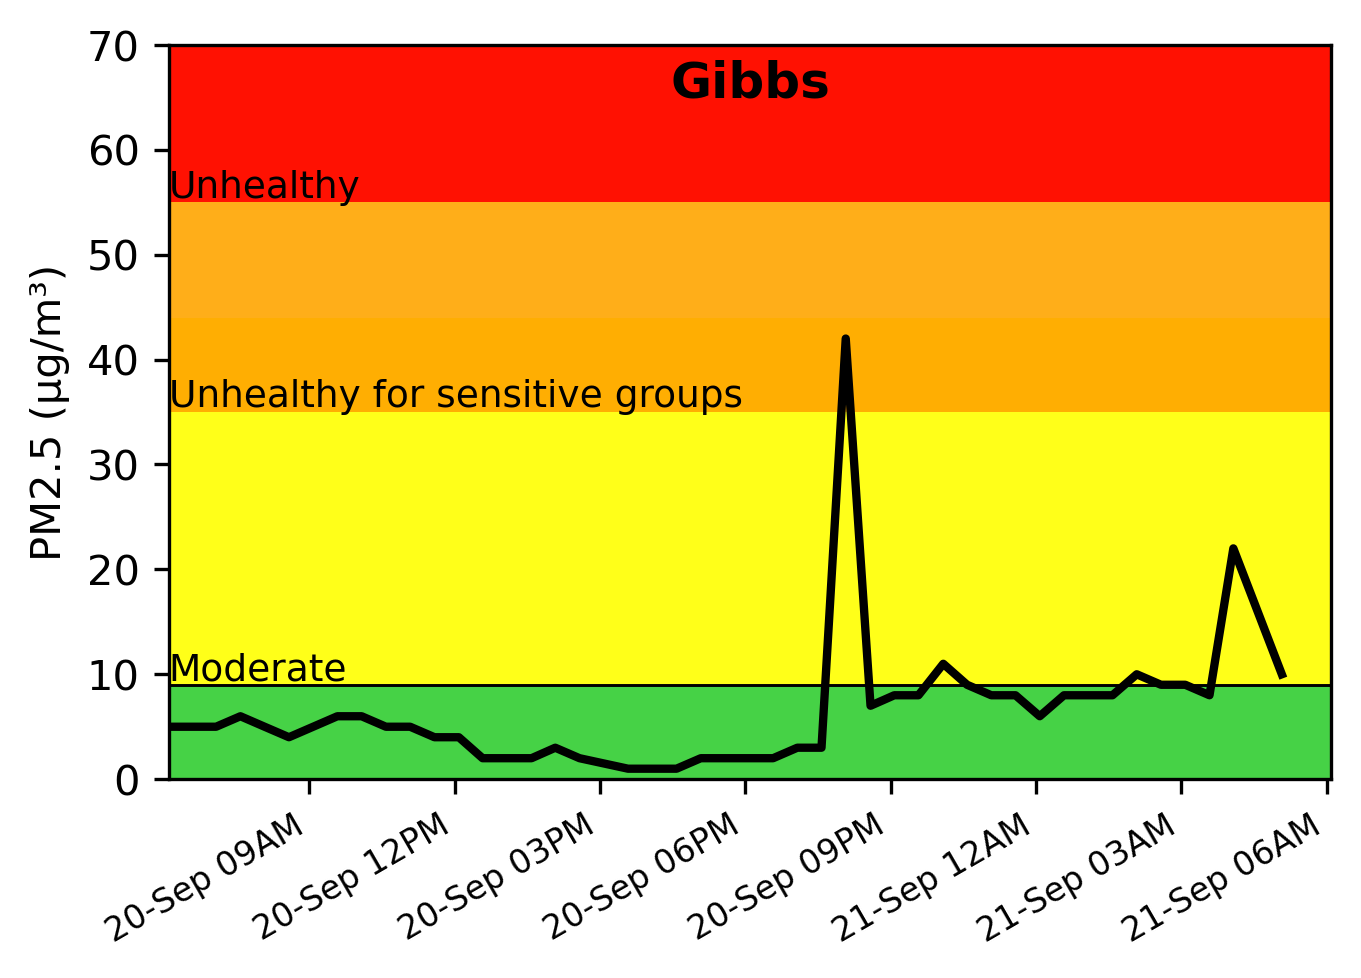 Gibbs
70
60
Unhealthy
50
40
Unhealthy for sensitive groups
30
20
Moderate
10
0
PM2.5 (µg/m³)
20-Sep 09AM
20-Sep 12PM
20-Sep 03PM
20-Sep 06PM
20-Sep 09PM
21-Sep 12AM
21-Sep 03AM
21-Sep 06AM